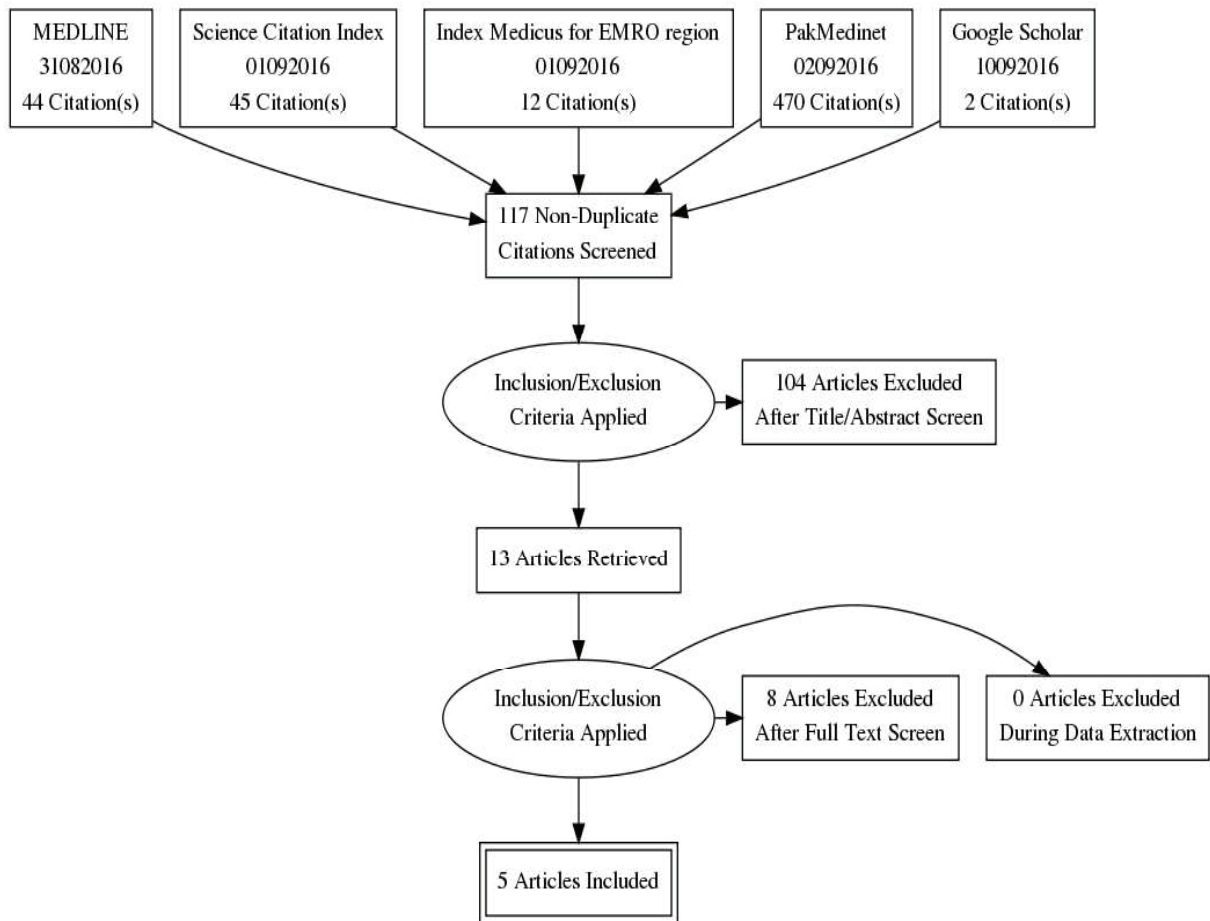 MEDLINE
31082016
44 Citation(s)
Science Citation Index
01092016
45 Citation(s)
Index Medicus for EMRO region
01092016
12 Citation(s)
PakMedinet
02092016
470 Citation(s)
Google Scholar
10092016
2 Citation(s)
117 Non-Duplicate
Citations Screened
Inclusion/Exclusion
Criteria Applied
104 Articles Excluded
After Title/Abstract Screen
13 Articles Retrieved
Inclusion/Exclusion
Criteria Applied
8 Articles Excluded
After Full Text Screen
0 Articles Excluded
During Data Extraction
5 Articles Included